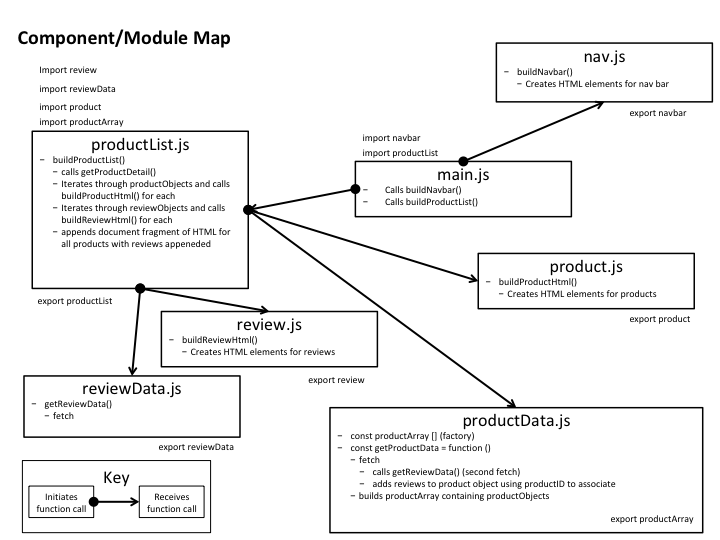 Component/Module Map
Import review
import reviewData
import product
import productArray
productList.js
– buildProductList()
– calls getProductDetail()
– Iterates through productObjects and calls
buildProductHtml() for each
– Iterates through reviewObjects and calls
buildReviewHtml() for each
– appends document fragment of HTML for
all products with reviews appeneded
export productList
import navbar
import productList
main.js
– Calls buildNavbar()
– Calls buildProductList()
nav.js
– buildNavbar()
– Creates HTML elements for nav bar
export navbar
product.js
– buildProductHtml()
– Creates HTML elements for products
export product
review.js
– buildReviewHtml()
– Creates HTML elements for reviews
export review
reviewData.js
– getReviewData()
– fetch
export reviewData
productData.js
– const productArray [] (factory)
– const getProductData = function ()
– fetch
– calls getReviewData() (second fetch)
– adds reviews to product object using productID to associate
– builds productArray containing productObjects
export productArray
Key
Initiates
function call
Receives
function call